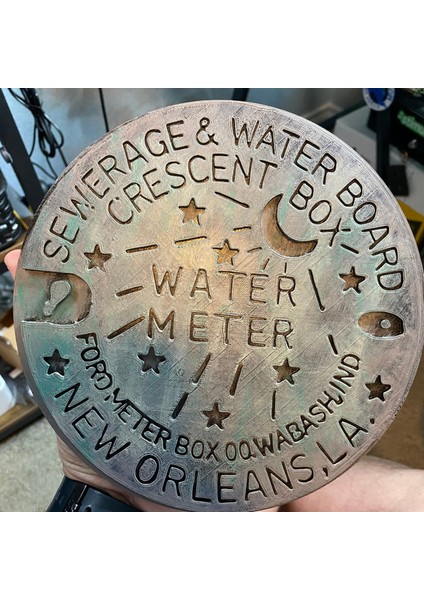 SEWERAGE & WATER BOARD
CRESCENT BOX
WATER
METER
FORD METER BOX CO. WABASH, IND
NEW ORLEANS, LA.